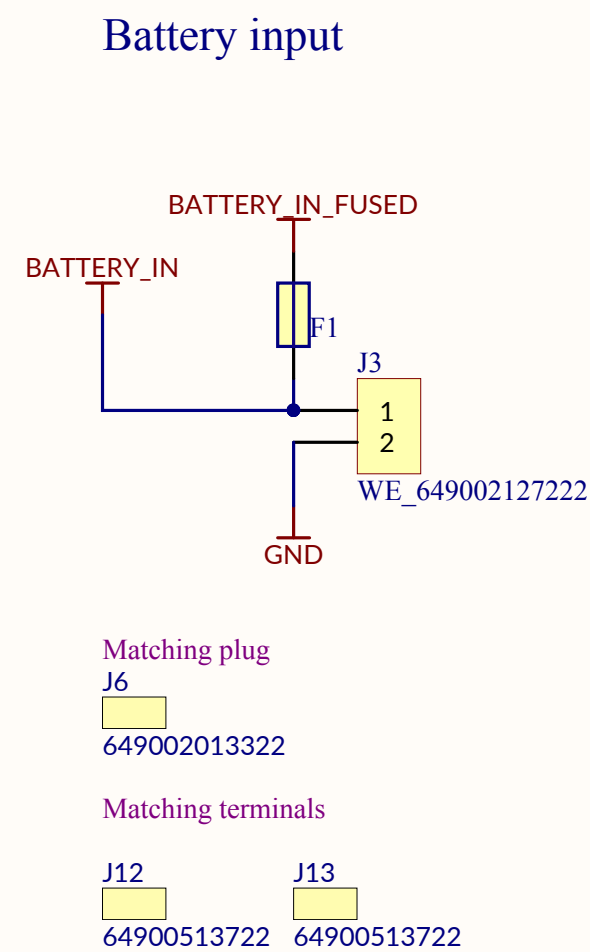 Battery input
BATTERY_IN_FUSED
BATTERY_IN
F1
J3
1
2
WE_649002127222
GND
Matching plug
J6
649002013322
Matching terminals
J12 J13
64900513722 64900513722